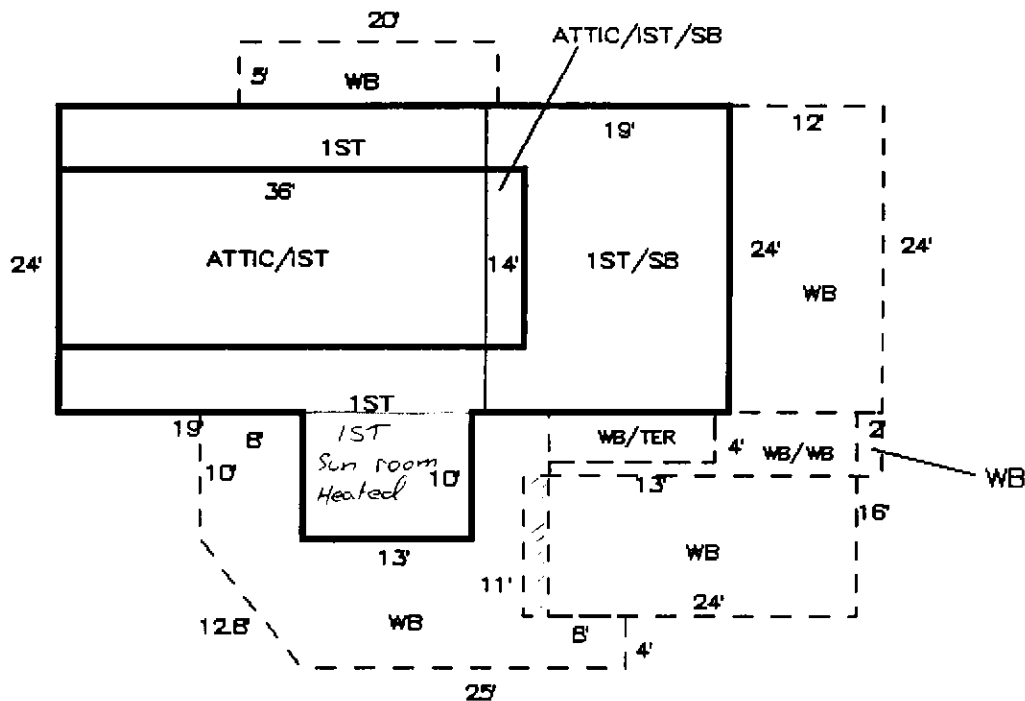 20'
ATTIC/1ST/SB
5'
WB
19'
12'
1ST
36'
24'
ATTIC/1ST
14'
1ST/SB
24'
24'
WB
1ST
19'
8'
1ST
Sun room
Heated
10'
10'
WB/TER
4'
WB/WB
2'
WB
13'
16'
13'
11'
WB
12.8'
WB
24'
8'
4'
25'